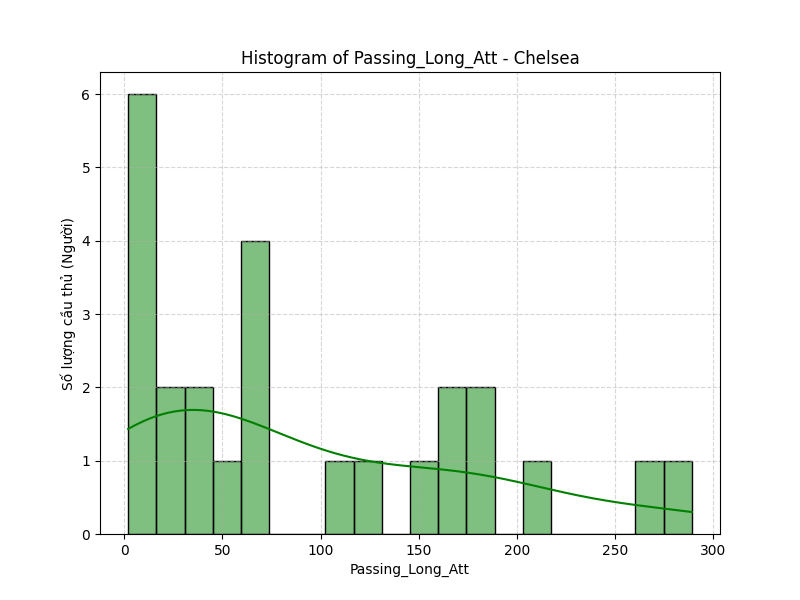 Histogram of Passing_Long_Att - Chelsea
Số lượng cầu thủ (Người)
6
5
4
3
2
1
0
0 50 100 150 200 250 300
Passing_Long_Att